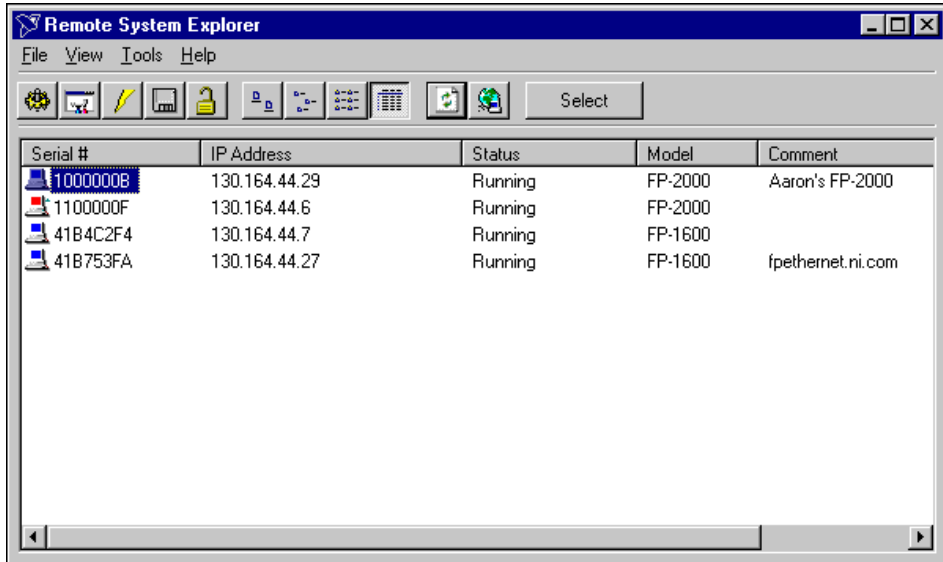 Remote System Explorer
File View Tools Help
Select
Serial # IP Address Status Model Comment
1000000B 130.164.44.29 Running FP-2000 Aaron's FP-2000
1100000F 130.164.44.6 Running FP-2000
41B4C2F4 130.164.44.7 Running FP-1600
41B753FA 130.164.44.27 Running FP-1600 fpethernet.ni.com